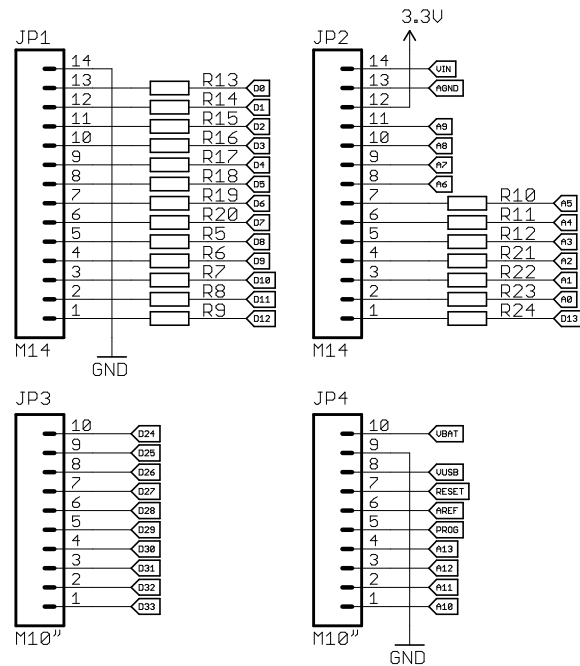 3.3V
JP1
14
13 R13 D0
12 R14 D1
11 R15 D2
10 R16 D3
9 R17 D4
8 R18 D5
7 R19 D6
6 R20 D7
5 R5 D8
4 R6 D9
3 R7 D10
2 R8 D11
1 R9 D12
M14
GND
JP2
14 VIN
13 AGND
12
11 A9
10 A8
9 A7
8 A6
7 R10 A5
6 R11 A4
5 R12 A3
4 R21 A2
3 R22 A1
2 R23 A0
1 R24 D13
M14
JP3
10 D24
9 D25
8 D26
7 D27
6 D28
5 D29
4 D30
3 D31
2 D32
1 D33
M10"
JP4
10 VBAT
9
8 VUSB
7 RESET
6 AREF
5 PROG
4 A13
3 A12
2 A11
1 A10
M10"
GND